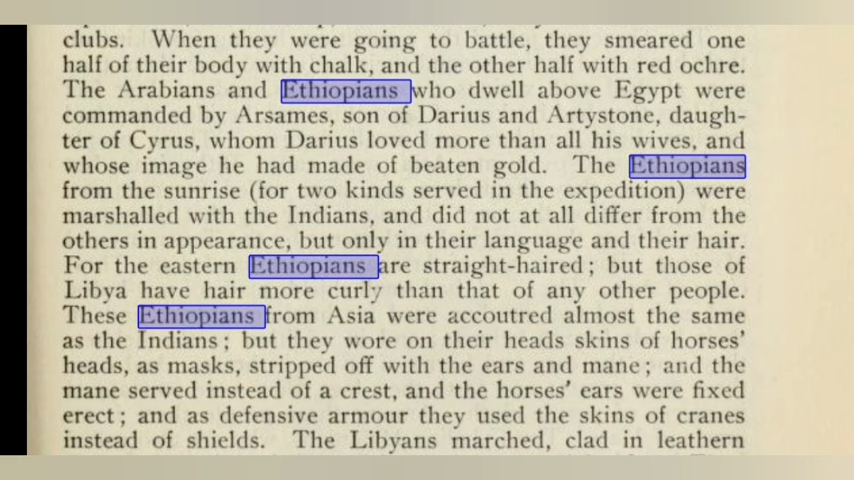 clubs. When they were going to battle, they smeared one
half of their body with chalk, and the other half with red ochre.
The Arabians and Ethiopians who dwell above Egypt were
commanded by Arsames, son of Darius and Artystone, daugh-
ter of Cyrus, whom Darius loved more than all his wives, and
whose image he had made of beaten gold. The Ethiopians
from the sunrise (for two kinds served in the expedition) were
marshalled with the Indians, and did not at all differ from the
others in appearance, but only in their language and their hair.
For the eastern Ethiopians are straight-haired; but those of
Libya have hair more curly than that of any other people.
These Ethiopians from Asia were accoutred almost the same
as the Indians; but they wore on their heads skins of horses'
heads, as masks, stripped off with the ears and mane; and the
mane served instead of a crest, and the horses' ears were fixed
erect; and as defensive armour they used the skins of cranes
instead of shields. The Libyans marched, clad in leathern